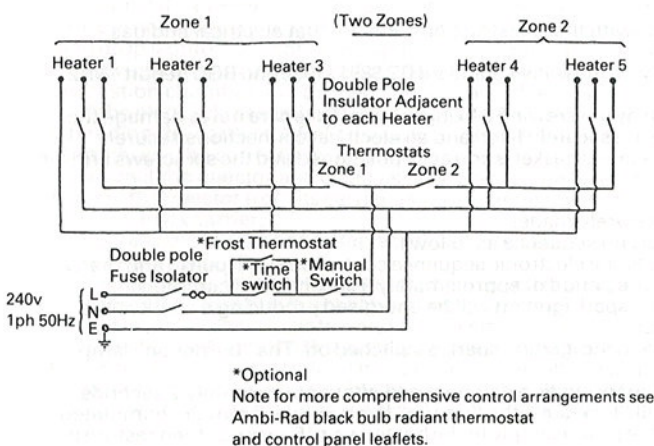 Zone 1
(Two Zones)
Zone 2
Heater 1 Heater 2 Heater 3 Heater 4 Heater 5
Double Pole
Insulator Adjacent
to each Heater
Thermostats
Zone 1 Zone 2
*Frost Thermostat
Double pole
Fuse Isolator
*Time
switch
*Manual
Switch
240v
1ph 50Hz
L
N
E
*Optional
Note for more comprehensive control arrangements see
Ambi-Rad black bulb radiant thermostat
and control panel leaflets.